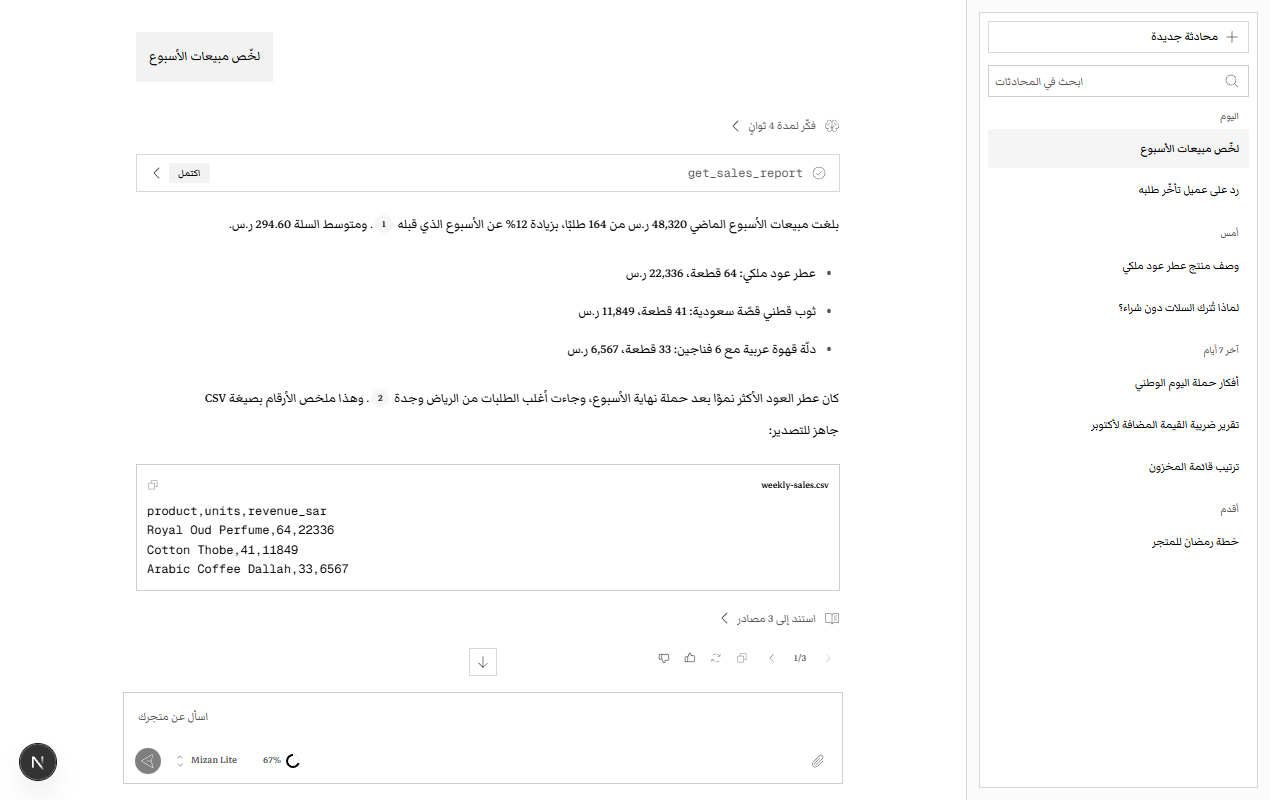 محادثة جديدة
ابحث في المحادثات
اليوم
لخّص مبيعات الأسبوع
رد على عميل تأخّر طلبه
أمس
وصف منتج عطر عود ملكي
لماذا تُترك السلات دون شراء؟
آخر 7 أيام
أفكار حملة اليوم الوطني
تقرير ضريبة القيمة المضافة لأكتوبر
ترتيب قائمة المخزون
أقدم
خطة رمضان للمتجر
لخّص مبيعات الأسبوع
فكّر لمدة 4 ثوانٍ
get_sales_report اكتمل
بلغت مبيعات الأسبوع الماضي 48,320 ر.س من 164 طلبًا، بزيادة 12% عن الأسبوع الذي قبله 1 . ومتوسط السلة 294.60 ر.س.
• عطر عود ملكي: 64 قطعة، 22,336 ر.س
• ثوب قطني قصّة سعودية: 41 قطعة، 11,849 ر.س
• دلّة قهوة عربية مع 6 فناجين: 33 قطعة، 6,567 ر.س
كان عطر العود الأكثر نموًا بعد حملة نهاية الأسبوع، وجاءت أغلب الطلبات من الرياض وجدة 2 . وهذا ملخص الأرقام بصيغة CSV
جاهز للتصدير:
weekly-sales.csv
product,units,revenue_sar
Royal Oud Perfume,64,22336
Cotton Thobe,41,11849
Arabic Coffee Dallah,33,6567
استند إلى 3 مصادر
1/3
اسأل عن متجرك
67% Mizan Lite
N